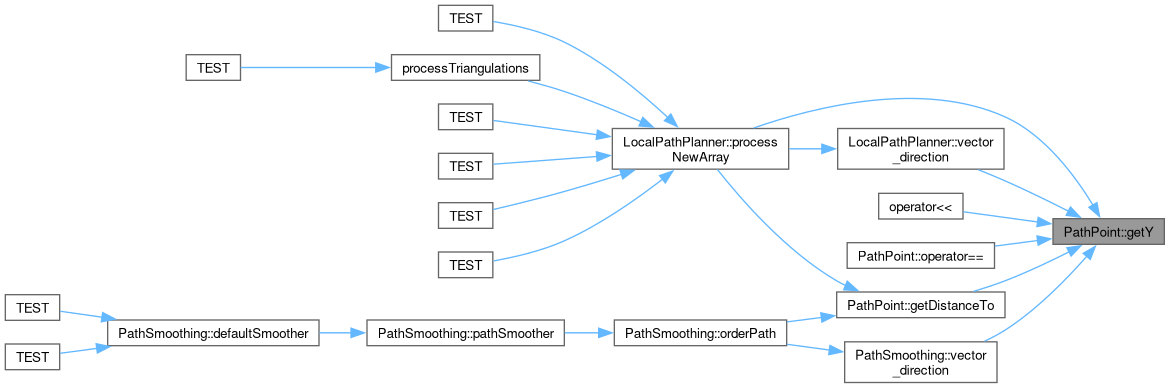 TEST
TEST
processTriangulations
TEST
LocalPathPlanner::process
NewArray
LocalPathPlanner::vector
_direction
TEST
operator<<
TEST
PathPoint::getY
PathPoint::operator==
TEST
PathPoint::getDistanceTo
TEST
PathSmoothing::defaultSmoother
PathSmoothing::pathSmoother
PathSmoothing::orderPath
TEST
PathSmoothing::vector
_direction